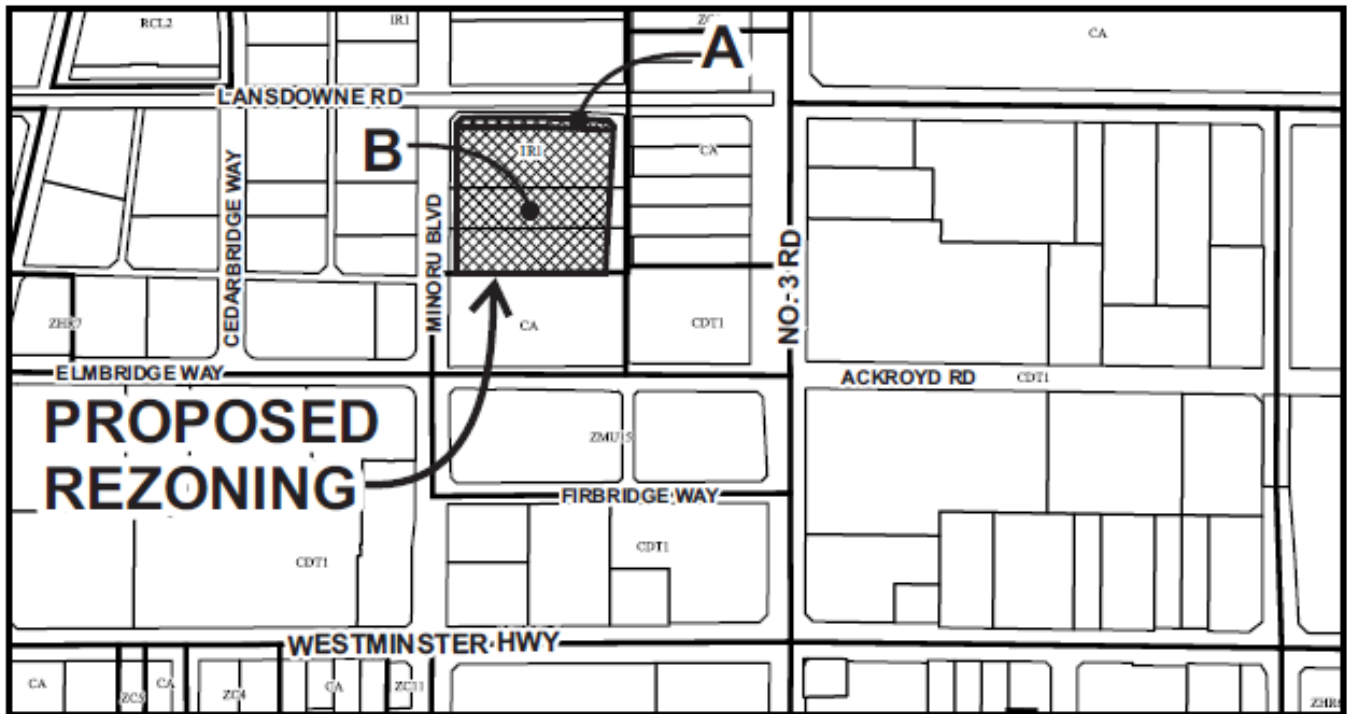 RCL2
IR1
CA
A
LANSDOWNE RD
B
IR1
CA
CEDARBRIDGE WAY
MINORU BLVD
NO. 3 RD
ZHR7
CA
CDT1
ELMBRIDGE WAY
ACKROYD RD
CDT1
PROPOSED
REZONING
ZMU15
FIRBRIDGE WAY
CDT1
CDT1
WESTMINSTER HWY
CA
ZC5
CA
ZC4
CA
ZC11